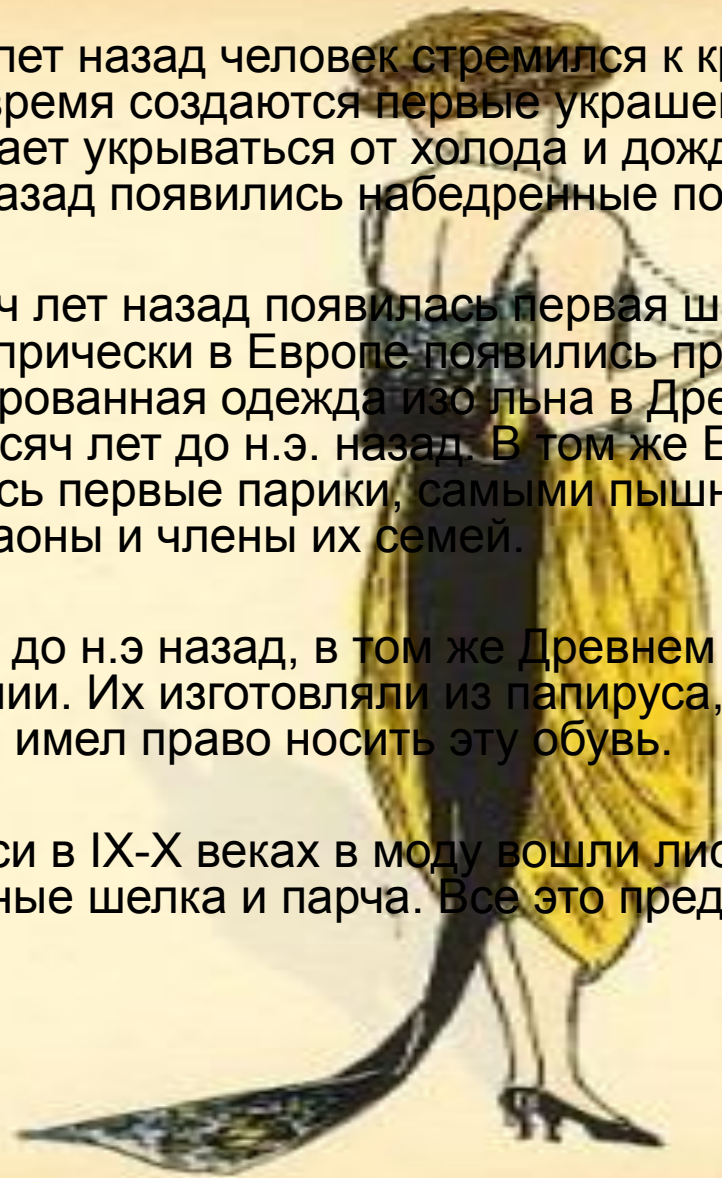 лет назад человек стремился к кр
время создаются первые украшен
ает укрываться от холода и дожд
азад появились набедренные по
ч лет назад появилась первая ш
прически в Европе появились пр
рованная одежда изо льна в Дре
сяч лет до н.э. назад. В том же Е
сь первые парики, самыми пышн
аоны и члены их семей.
до н.э назад, в том же Древнем
лии. Их изготовляли из папируса,
имел право носить эту обувь.
си в IX-X веках в моду вошли лис
ные шелка и парча. Все это пред